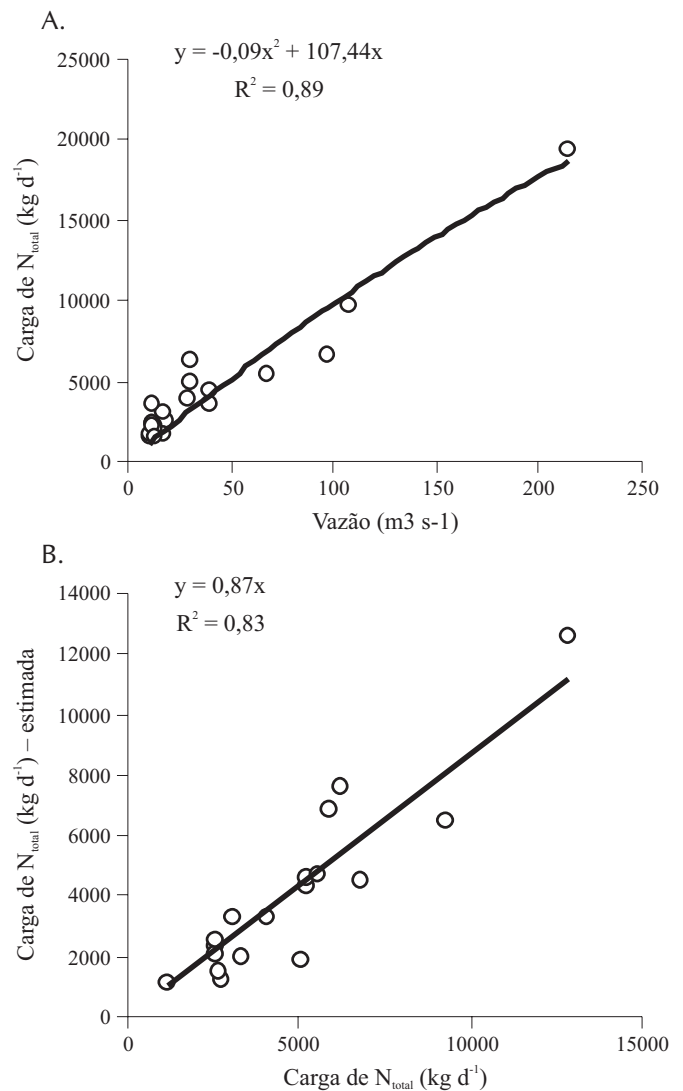 A.
y = -0,09x² + 107,44x
R² = 0,89
25000
20000
15000
10000
5000
0
Carga de N_total (kg d⁻¹)
0 50 100 150 200 250
Vazão (m3 s-1)
B.
y = 0,87x
R² = 0,83
14000
12000
10000
8000
6000
4000
2000
0
Carga de N_total (kg d⁻¹) – estimada
0 5000 10000 15000
Carga de N_total (kg d⁻¹)